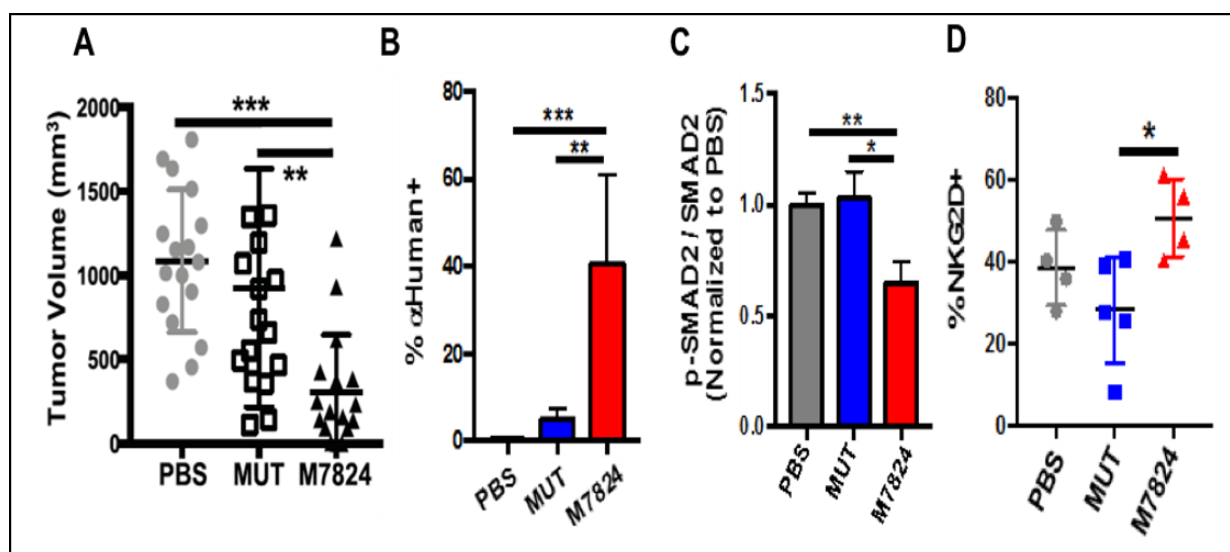 A
Tumor Volume (mm³)
2000
1500
1000
500
0
***
**
PBS MUT M7824
B
% αHuman+
80
60
40
20
0
***
**
PBS
MUT
M7824
C
p-SMAD2 / SMAD2
(Normalized to PBS)
1.5
1.0
0.5
0.0
**
*
PBS
MUT
M7824
D
%NKG2D+
80
60
40
20
0
*
PBS
MUT
M7824